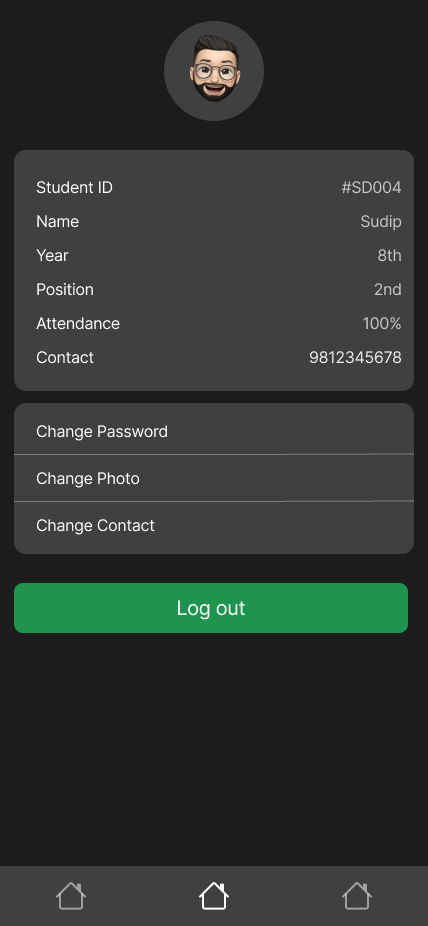 Student ID #SD004
Name Sudip
Year 8th
Position 2nd
Attendance 100%
Contact 9812345678
Change Password
Change Photo
Change Contact
Log out